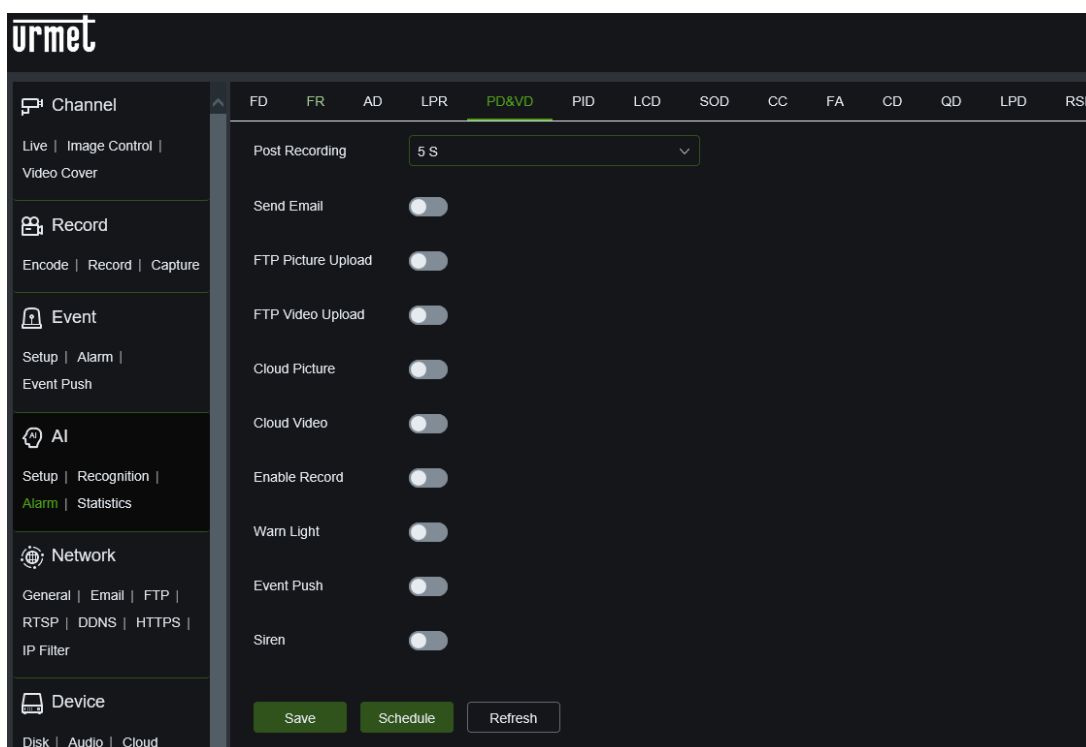 urmet
Channel
Live | Image Control |
Video Cover
Record
Encode | Record | Capture
Event
Setup | Alarm |
Event Push
AI
Setup | Recognition |
Alarm | Statistics
Network
General | Email | FTP |
RTSP | DDNS | HTTPS |
IP Filter
Device
Disk | Audio | Cloud
FD FR AD LPR PD&VD PID LCD SOD CC FA CD QD LPD
Post Recording 5 S
Send Email
FTP Picture Upload
FTP Video Upload
Cloud Picture
Cloud Video
Enable Record
Warn Light
Event Push
Siren
Save Schedule Refresh